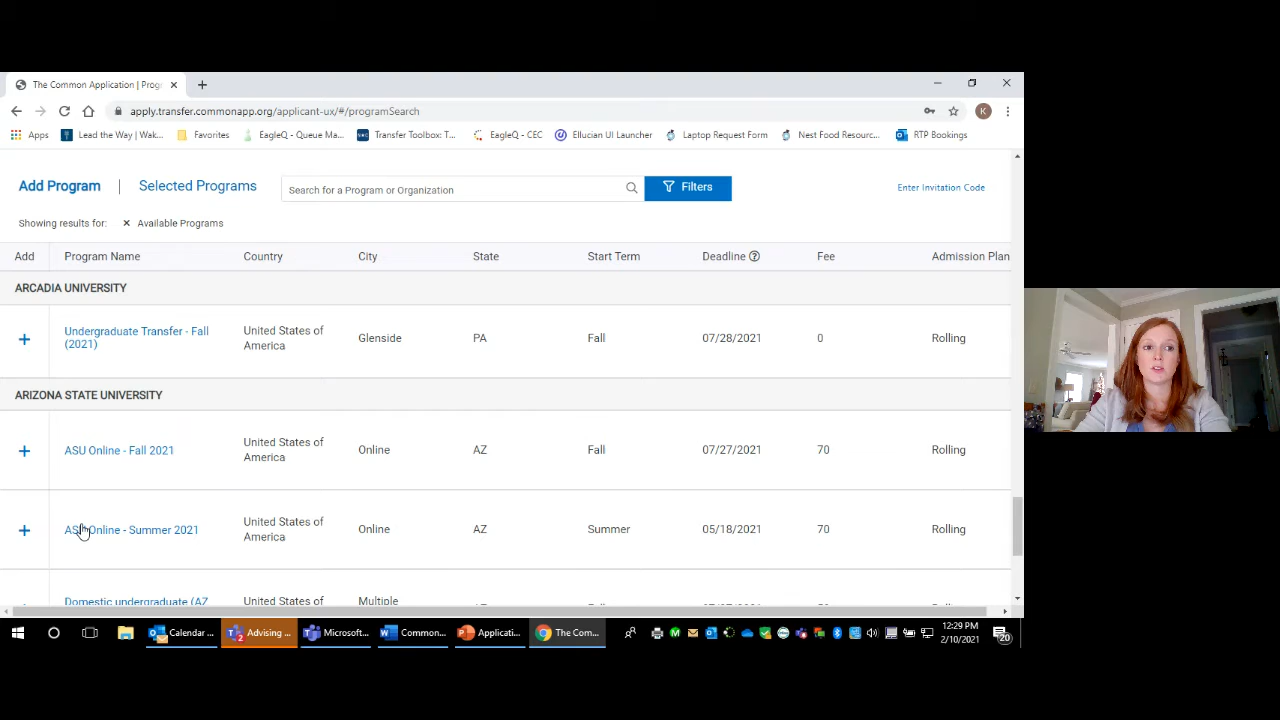 The Common Application | Prog
apply.transfer.commonapp.org/applicant-ux/#/programSearch
K
Apps
Lead the Way | Wak...
Favorites
EagleQ - Queue Ma...
Transfer Toolbox: T...
EagleQ - CEC
Ellucian UI Launcher
Laptop Request Form
Nest Food Resourc...
RTP Bookings
Add Program | Selected Programs
Search for a Program or Organization
Filters
Enter Invitation Code
Showing results for: × Available Programs
Add Program Name Country City State Start Term Deadline Fee Admission Plan
ARCADIA UNIVERSITY
Undergraduate Transfer - Fall (2021)
United States of America
Glenside
PA
Fall
07/28/2021
0
Rolling
ARIZONA STATE UNIVERSITY
ASU Online - Fall 2021
United States of America
Online
AZ
Fall
07/27/2021
70
Rolling
ASU Online - Summer 2021
United States of America
Online
AZ
Summer
05/18/2021
70
Rolling
Domestic undergraduate (AZ
United States of
Multiple
Calendar ...
Advising ...
Microsoft...
Common...
Applicati...
The Com...
12:29 PM
2/10/2021
20